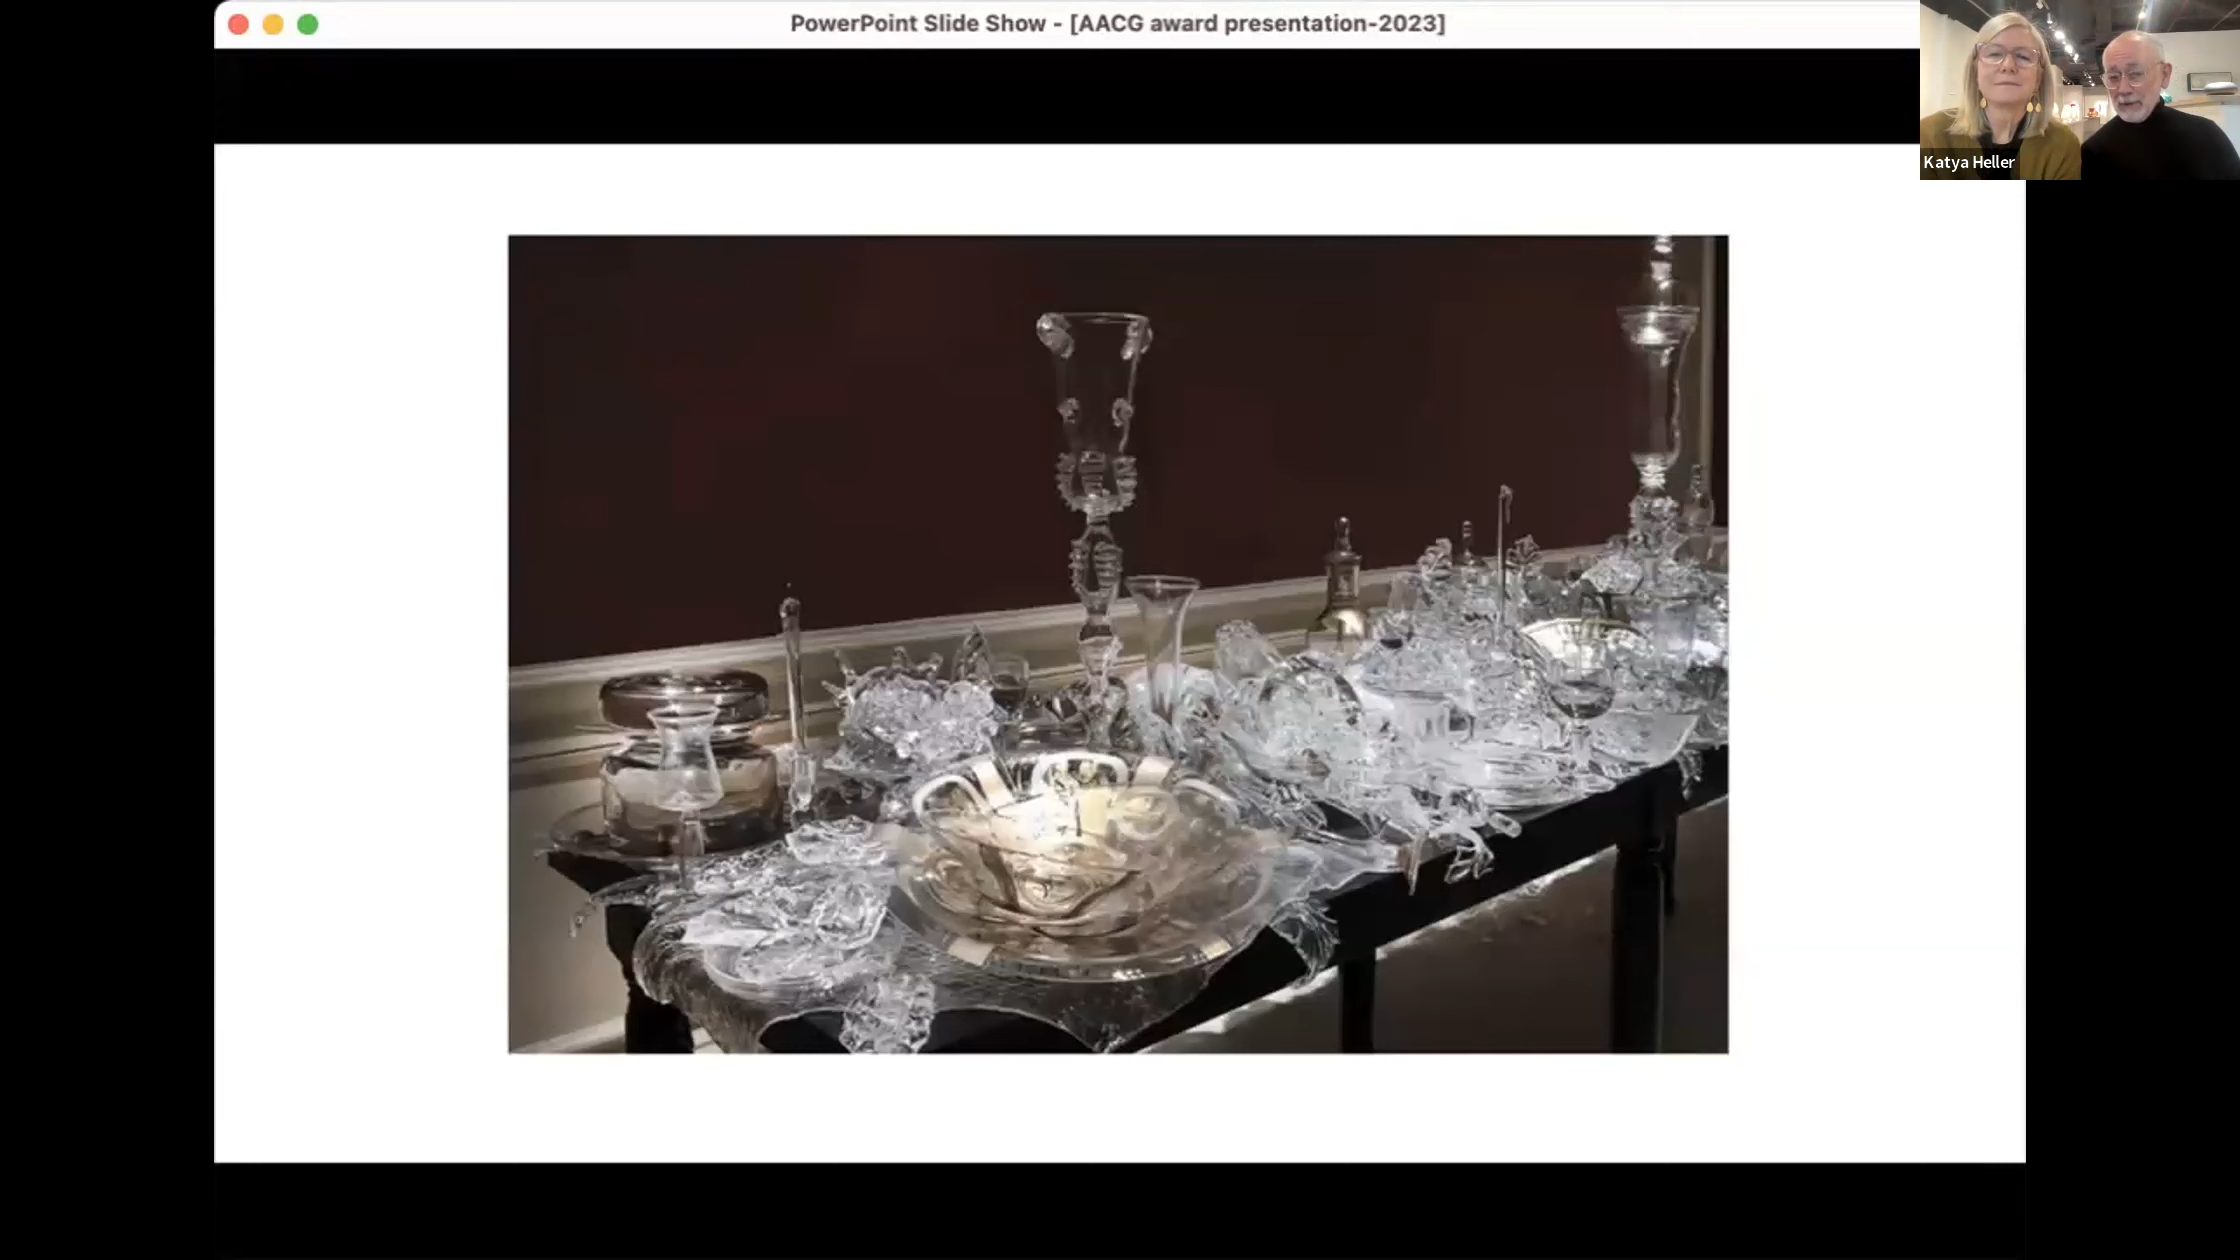 PowerPoint Slide Show - [AACG award presentation-2023]
Katya Heller